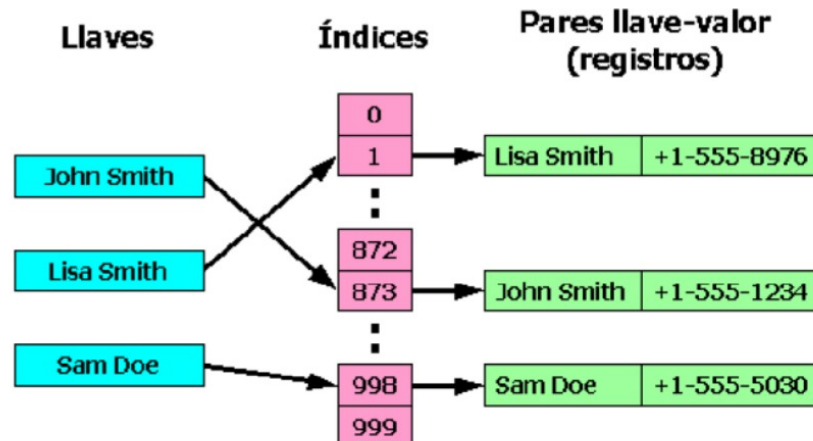 Llaves
Índices
Pares llave-valor
(registros)
0
1
Lisa Smith +1-555-8976
John Smith
Lisa Smith
872
873
John Smith +1-555-1234
Sam Doe
998
Sam Doe +1-555-5030
999